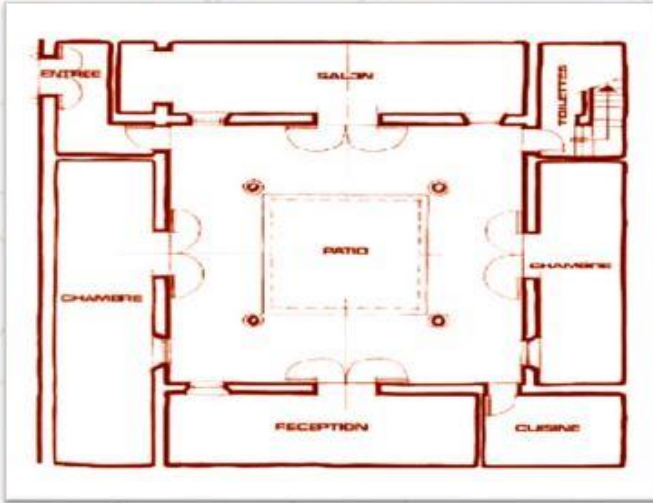 ENTREE
SALON
TOILETTES
PATIO
CHAMBRE
CHAMBRE
RECEPTION
CUISINE